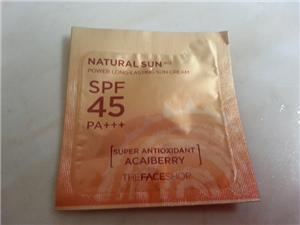 NATURAL SUN
POWER LONG-LASTING SUN CREAM
SPF
45
PA+++
[SUPER ANTIOXIDANT
ACAIBERRY]
THEFACESHOP